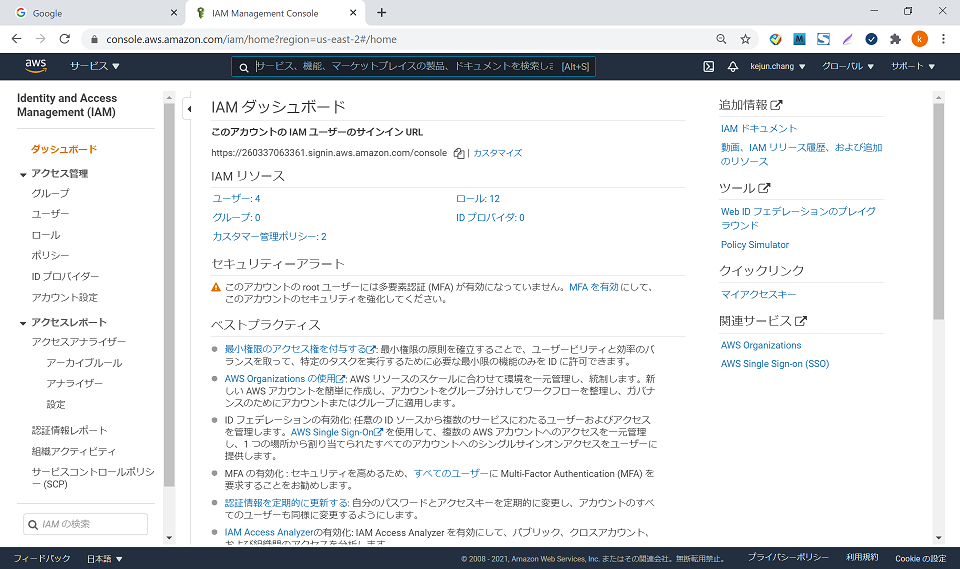 Google
IAM Management Console
console.aws.amazon.com/iam/home?region=us-east-2#/home
k
aws
サービス
サービス、機能、マーケットプレイスの製品、ドキュメントを検索しま
[Alt+S]
kejun.chang
グローバル
サポート
Identity and Access
Management (IAM)
ダッシュボード
アクセス管理
グループ
ユーザー
ロール
ポリシー
ID プロバイダー
アカウント設定
アクセスレポート
アクセスアナライザー
アーカイブルール
アナライザー
設定
認証情報レポート
組織アクティビティ
サービスコントロールポリシ
ー (SCP)
IAM の検索
IAM ダッシュボード
このアカウントの IAM ユーザーのサインイン URL
https://260337063361.signin.aws.amazon.com/console | カスタマイズ
IAM リソース
ユーザー: 4
ロール: 12
グループ: 0
ID プロバイダ: 0
カスタマー管理ポリシー: 2
セキュリティーアラート
このアカウントの root ユーザーには多要素認証 (MFA) が有効になっていません。MFA を有効 にして、
このアカウントのセキュリティを強化してください。
ベストプラクティス
最小権限のアクセス権を付与する: 最小権限の原則を確立することで、ユーザービリティと効率のバ
ランスを取って、特定のタスクを実行するために必要な最小限の機能のみを ID に許可できます。
AWS Organizations の使用: AWS リソースのスケールに合わせて環境を一元管理し、統制します。新
しい AWS アカウントを簡単に作成し、アカウントをグループ分けしてワークフローを整理し、ガバナ
ンスのためにアカウントまたはグループに適用します。
ID フェデレーションの有効化: 任意の ID ソースから複数のサービスにわたるユーザーおよびアクセス
を管理します。AWS Single Sign-On を使用して、複数の AWS アカウントへのアクセスを一元管理
し、1 つの場所から割り当てられたすべてのアカウントへのシングルサインオンアクセスをユーザーに
提供します。
MFA の有効化 : セキュリティを高めるため、すべてのユーザーに Multi-Factor Authentication (MFA) を
要求することをお勧めします。
認証情報を定期的に更新する: 自分のパスワードとアクセスキーを定期的に変更し、アカウントのすべ
てのユーザーも同様に変更するようにします。
IAM Access Analyzerの有効化: IAM Access Analyzer を有効にして、パブリック、クロスアカウント、
および組織間のアクセスを分析します。
追加情報
IAM ドキュメント
動画、IAM リリース履歴、および追加
のリソース
ツール
Web ID フェデレーションのプレイグ
ラウンド
Policy Simulator
クイックリンク
マイアクセスキー
関連サービス
AWS Organizations
AWS Single Sign-on (SSO)
フィードバック
日本語
© 2008 - 2021, Amazon Web Services, Inc. またはその関連会社。無断転用禁止。
プライバシーポリシー
利用規約
Cookie の設定